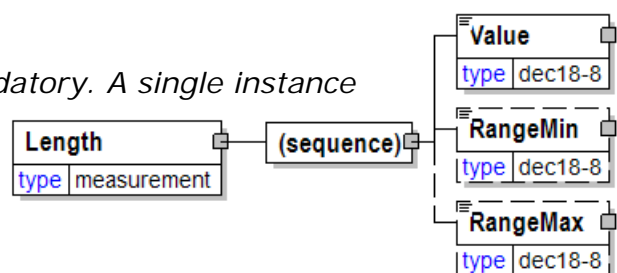 Value
type dec18-8
datory. A single instance
RangeMin
Length
(sequence)
type dec18-8
type measurement
RangeMax
type dec18-8